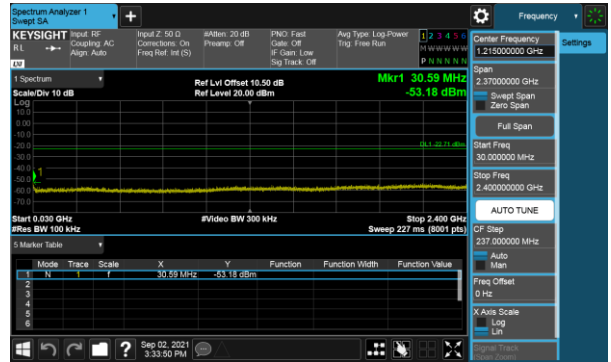 Spectrum Analyzer 1
Swept SA
Frequency
KEYSIGHT
RL
Input: RF
Coupling: AC
Align: Auto
Input Z: 50 Ω
Corrections: On
Freq Ref: Int (S)
#Atten: 20 dB
Preamp: Off
PNO: Fast
Gate: Off
IF Gain: Low
Sig Track: Off
Avg Type: Log-Power
Trig: Free Run
1 2 3 4 5 6
M W W W W W
P N N N N N
LW
1 Spectrum
Scale/Div 10 dB
Ref Lvl Offset 10.50 dB
Ref Level 20.00 dBm
Mkr1 30.59 MHz
-53.18 dBm
Log
10.0
0.00
-10.0
-20.0
-30.0
-40.0
-50.0
-60.0
-70.0
DL1 -22.71 dBm
1
Start 0.030 GHz
#Res BW 100 kHz
#Video BW 300 kHz
Stop 2.400 GHz
Sweep 227 ms (8001 pts)
5 Marker Table
Mode Trace Scale X Y Function Function Width Function Value
1 N 1 f 30.59 MHz -53.18 dBm
2
3
4
5
6
Sep 02, 2021
3:33:50 PM
Center Frequency
1.215000000 GHz
Settings
Span
2.37000000 GHz
Swept Span
Zero Span
Full Span
Start Freq
30.000000 MHz
Stop Freq
2.400000000 GHz
AUTO TUNE
CF Step
237.000000 MHz
Auto
Man
Freq Offset
0 Hz
X Axis Scale
Log
Lin
Signal Track
(Span Zoom)